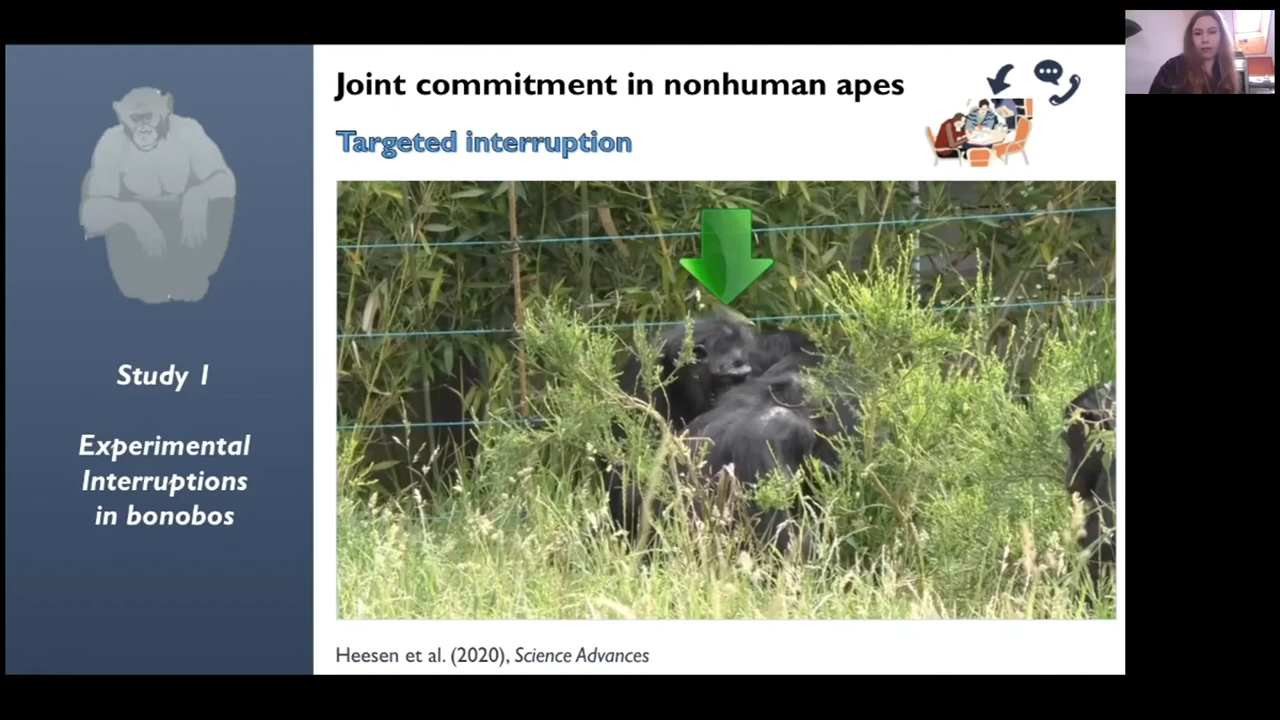 Joint commitment in nonhuman apes
Targeted interruption
Study 1
Experimental
Interruptions
in bonobos
Heesen et al. (2020), Science Advances